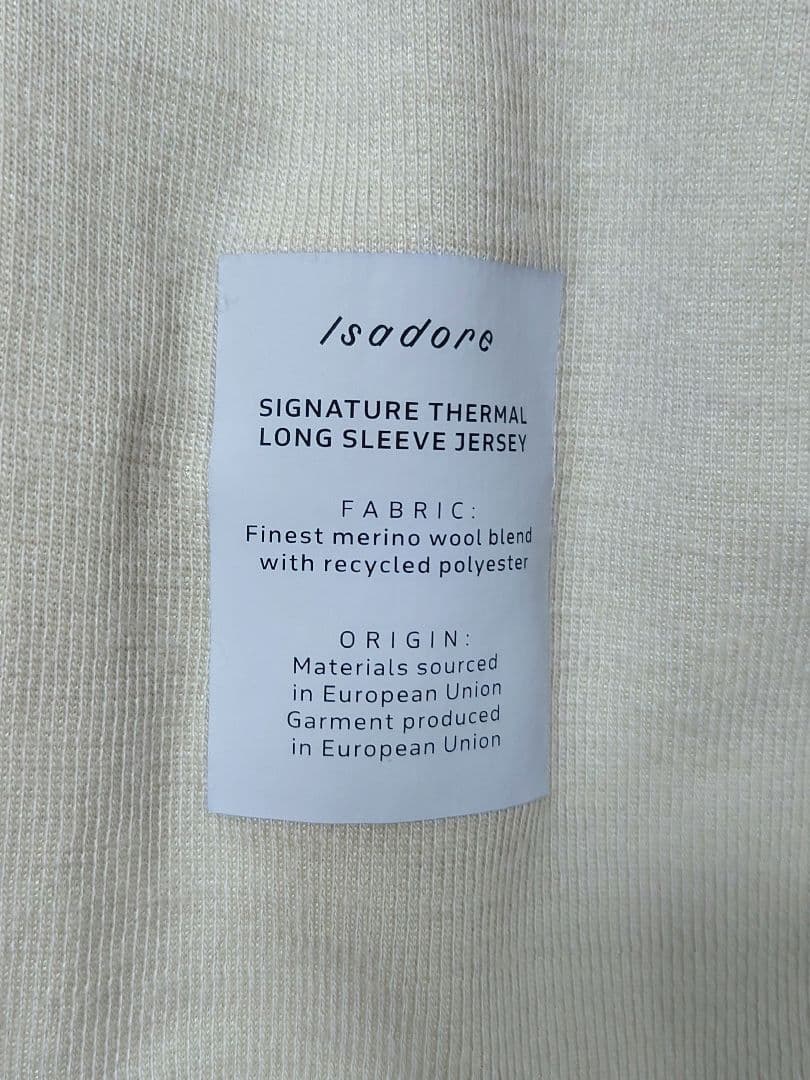 Isadore
SIGNATURE THERMAL
LONG SLEEVE JERSEY
FABRIC:
Finest merino wool blend
with recycled polyester
ORIGIN:
Materials sourced
in European Union
Garment produced
in European Union